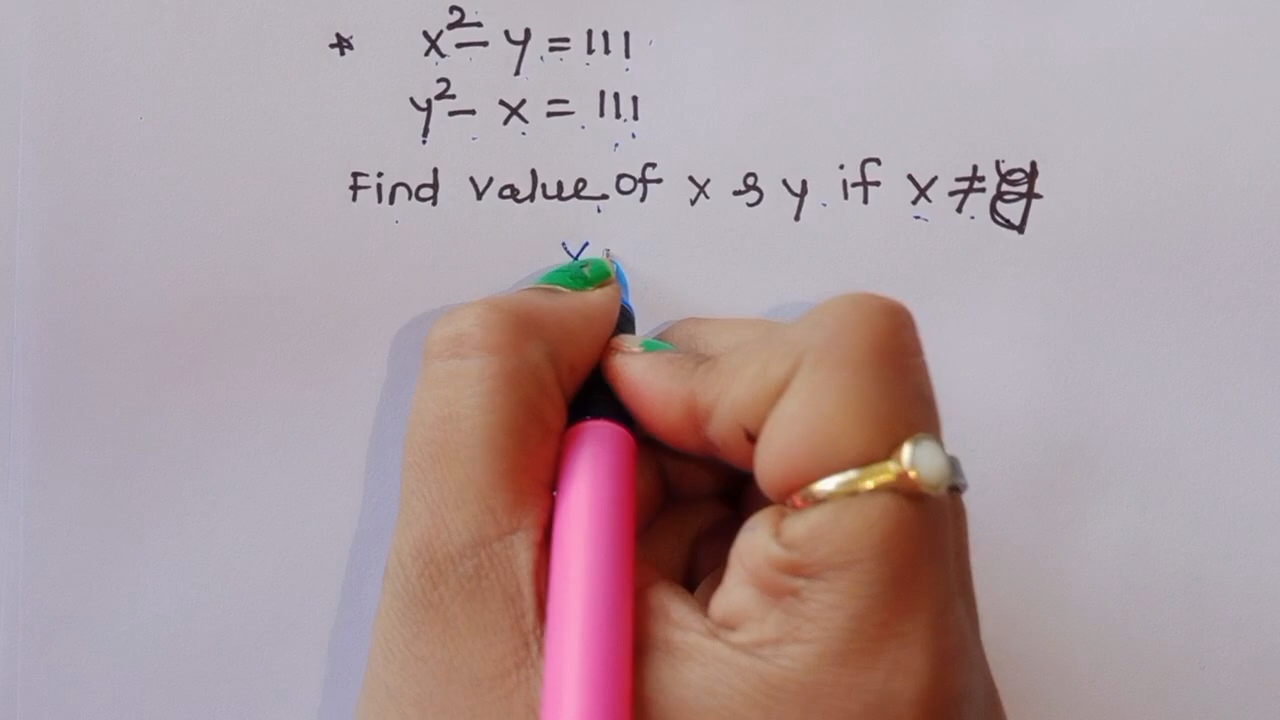 * x² - y = 111
y² - x = 111
Find value of x & y if x ≠ y
x